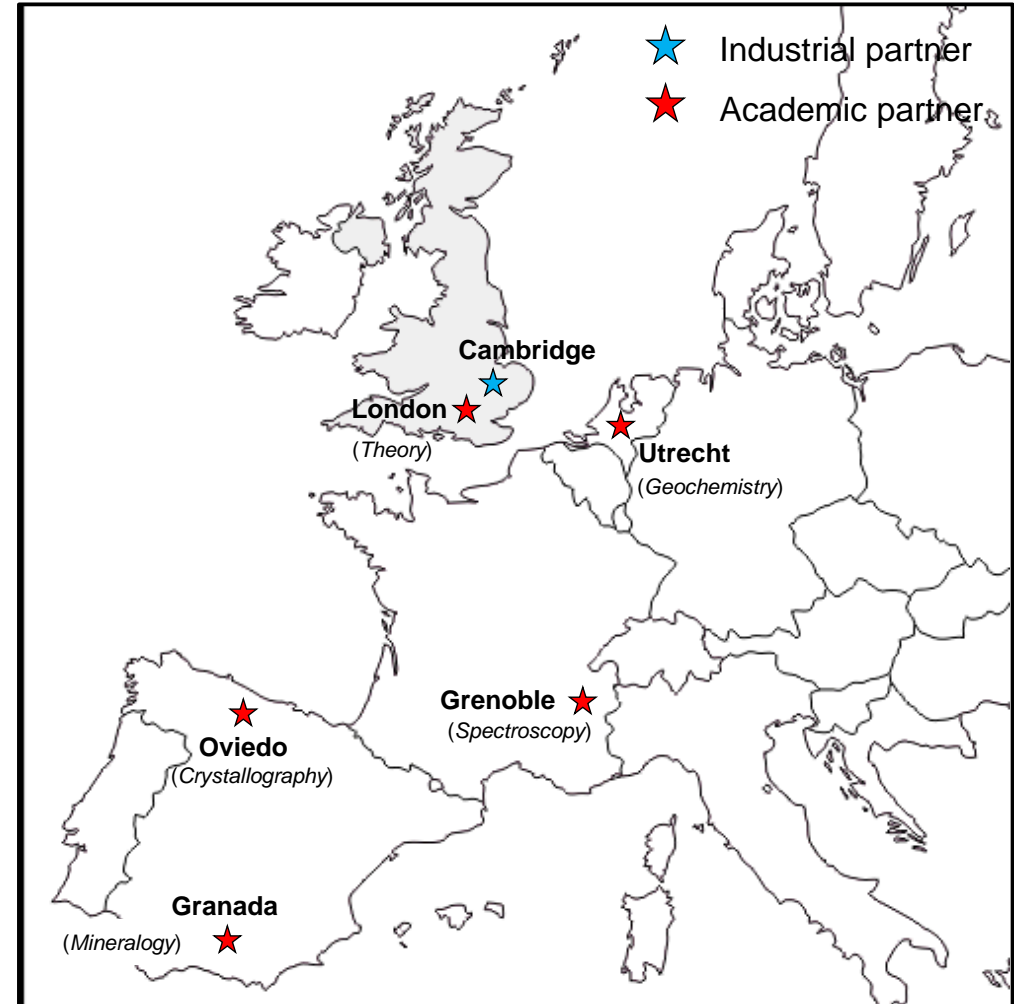 Industrial partner
Academic partner
Cambridge
London
(Theory)
Utrecht
(Geochemistry)
Grenoble
(Spectroscopy)
Oviedo
(Crystallography)
Granada
(Mineralogy)